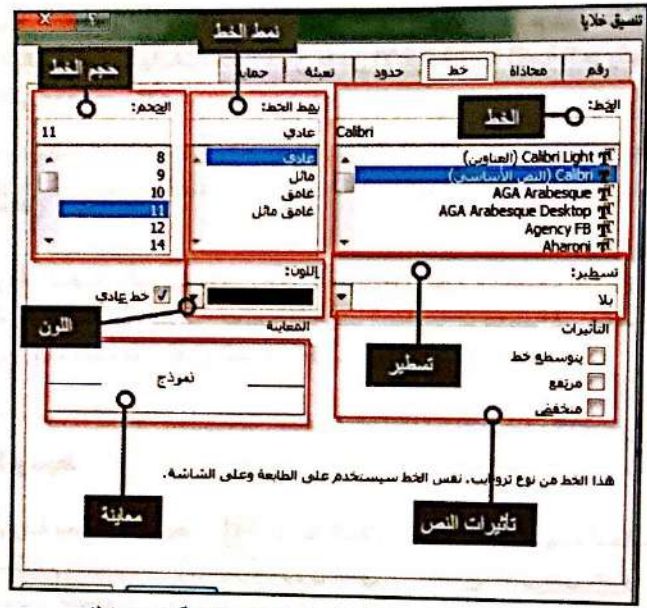 تنسيق خلايا
نمط الخط
حجم الخط
رقم
محاذاة
خط
حدود
تعبئة
حماية
الخط:
الخط
Calibri
Calibri Light (العناوين)
Calibri (النص الأساسي)
AGA Arabesque
AGA Arabesque Desktop
Agency FB
Aharoni
نمط الخط:
عادي
عادي
مائل
غامق
غامق مائل
الحجم:
11
8
9
10
11
12
14
تسطير:
بلا
اللون:
خط عادي
اللون
تسطير
التأثيرات
يتوسطه خط
مرتفع
منخفض
المعاينة
نموذج
هذا الخط من نوع تروتايب. نفس الخط سيستخدم على الطابعة وعلى الشاشة.
معاينة
تأثيرات النص